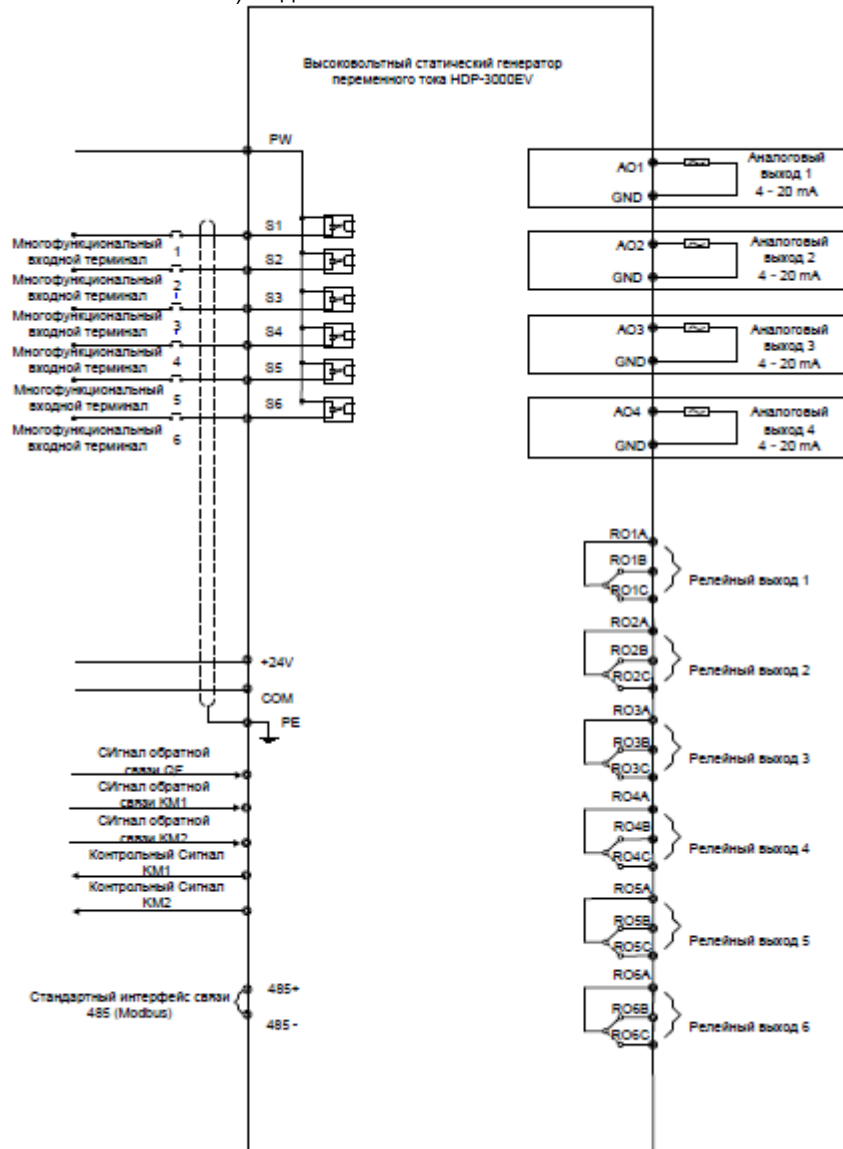 Высоковольтный статический генератор
переменного тока HDP-3000EV
PW
S1
Многофункциональный
входной терминал 1
S2
Многофункциональный
входной терминал 2
S3
Многофункциональный
входной терминал 3
S4
Многофункциональный
входной терминал 4
S5
Многофункциональный
входной терминал 5
S6
Многофункциональный
входной терминал 6
+24V
COM
PE
СИгнал обратной
связи QF
СИгнал обратной
связи KM1
СИгнал обратной
связи KM2
Контрольный Сигнал
KM1
Контрольный Сигнал
KM2
Стандартный интерфейс связи
485 (Modbus)
485+
485 -
AO1
GND
Аналоговый
выход 1
4 - 20 mA
AO2
GND
Аналоговый
выход 2
4 - 20 mA
AO3
GND
Аналоговый
выход 3
4 - 20 mA
AO4
GND
Аналоговый
выход 4
4 - 20 mA
RO1A
RO1B
RO1C
Релейный выход 1
RO2A
RO2B
RO2C
Релейный выход 2
RO3A
RO3B
RO3C
Релейный выход 3
RO4A
RO4B
RO4C
Релейный выход 4
RO5A
RO5B
RO5C
Релейный выход 5
RO6A
RO6B
RO6C
Релейный выход 6